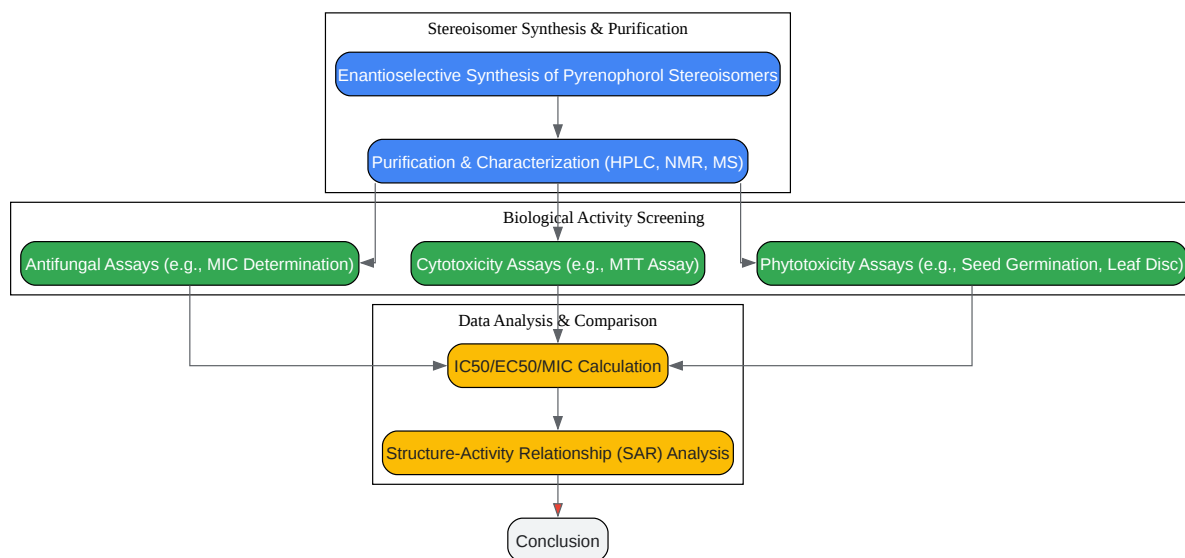 Stereoisomer Synthesis & Purification
Enantioselective Synthesis of Pyrenophorol Stereoisomers
Purification & Characterization (HPLC, NMR, MS)
Biological Activity Screening
Antifungal Assays (e.g., MIC Determination)
Cytotoxicity Assays (e.g., MTT Assay)
Phytotoxicity Assays (e.g., Seed Germination, Leaf Disc)
Data Analysis & Comparison
IC50/EC50/MIC Calculation
Structure-Activity Relationship (SAR) Analysis
Conclusion